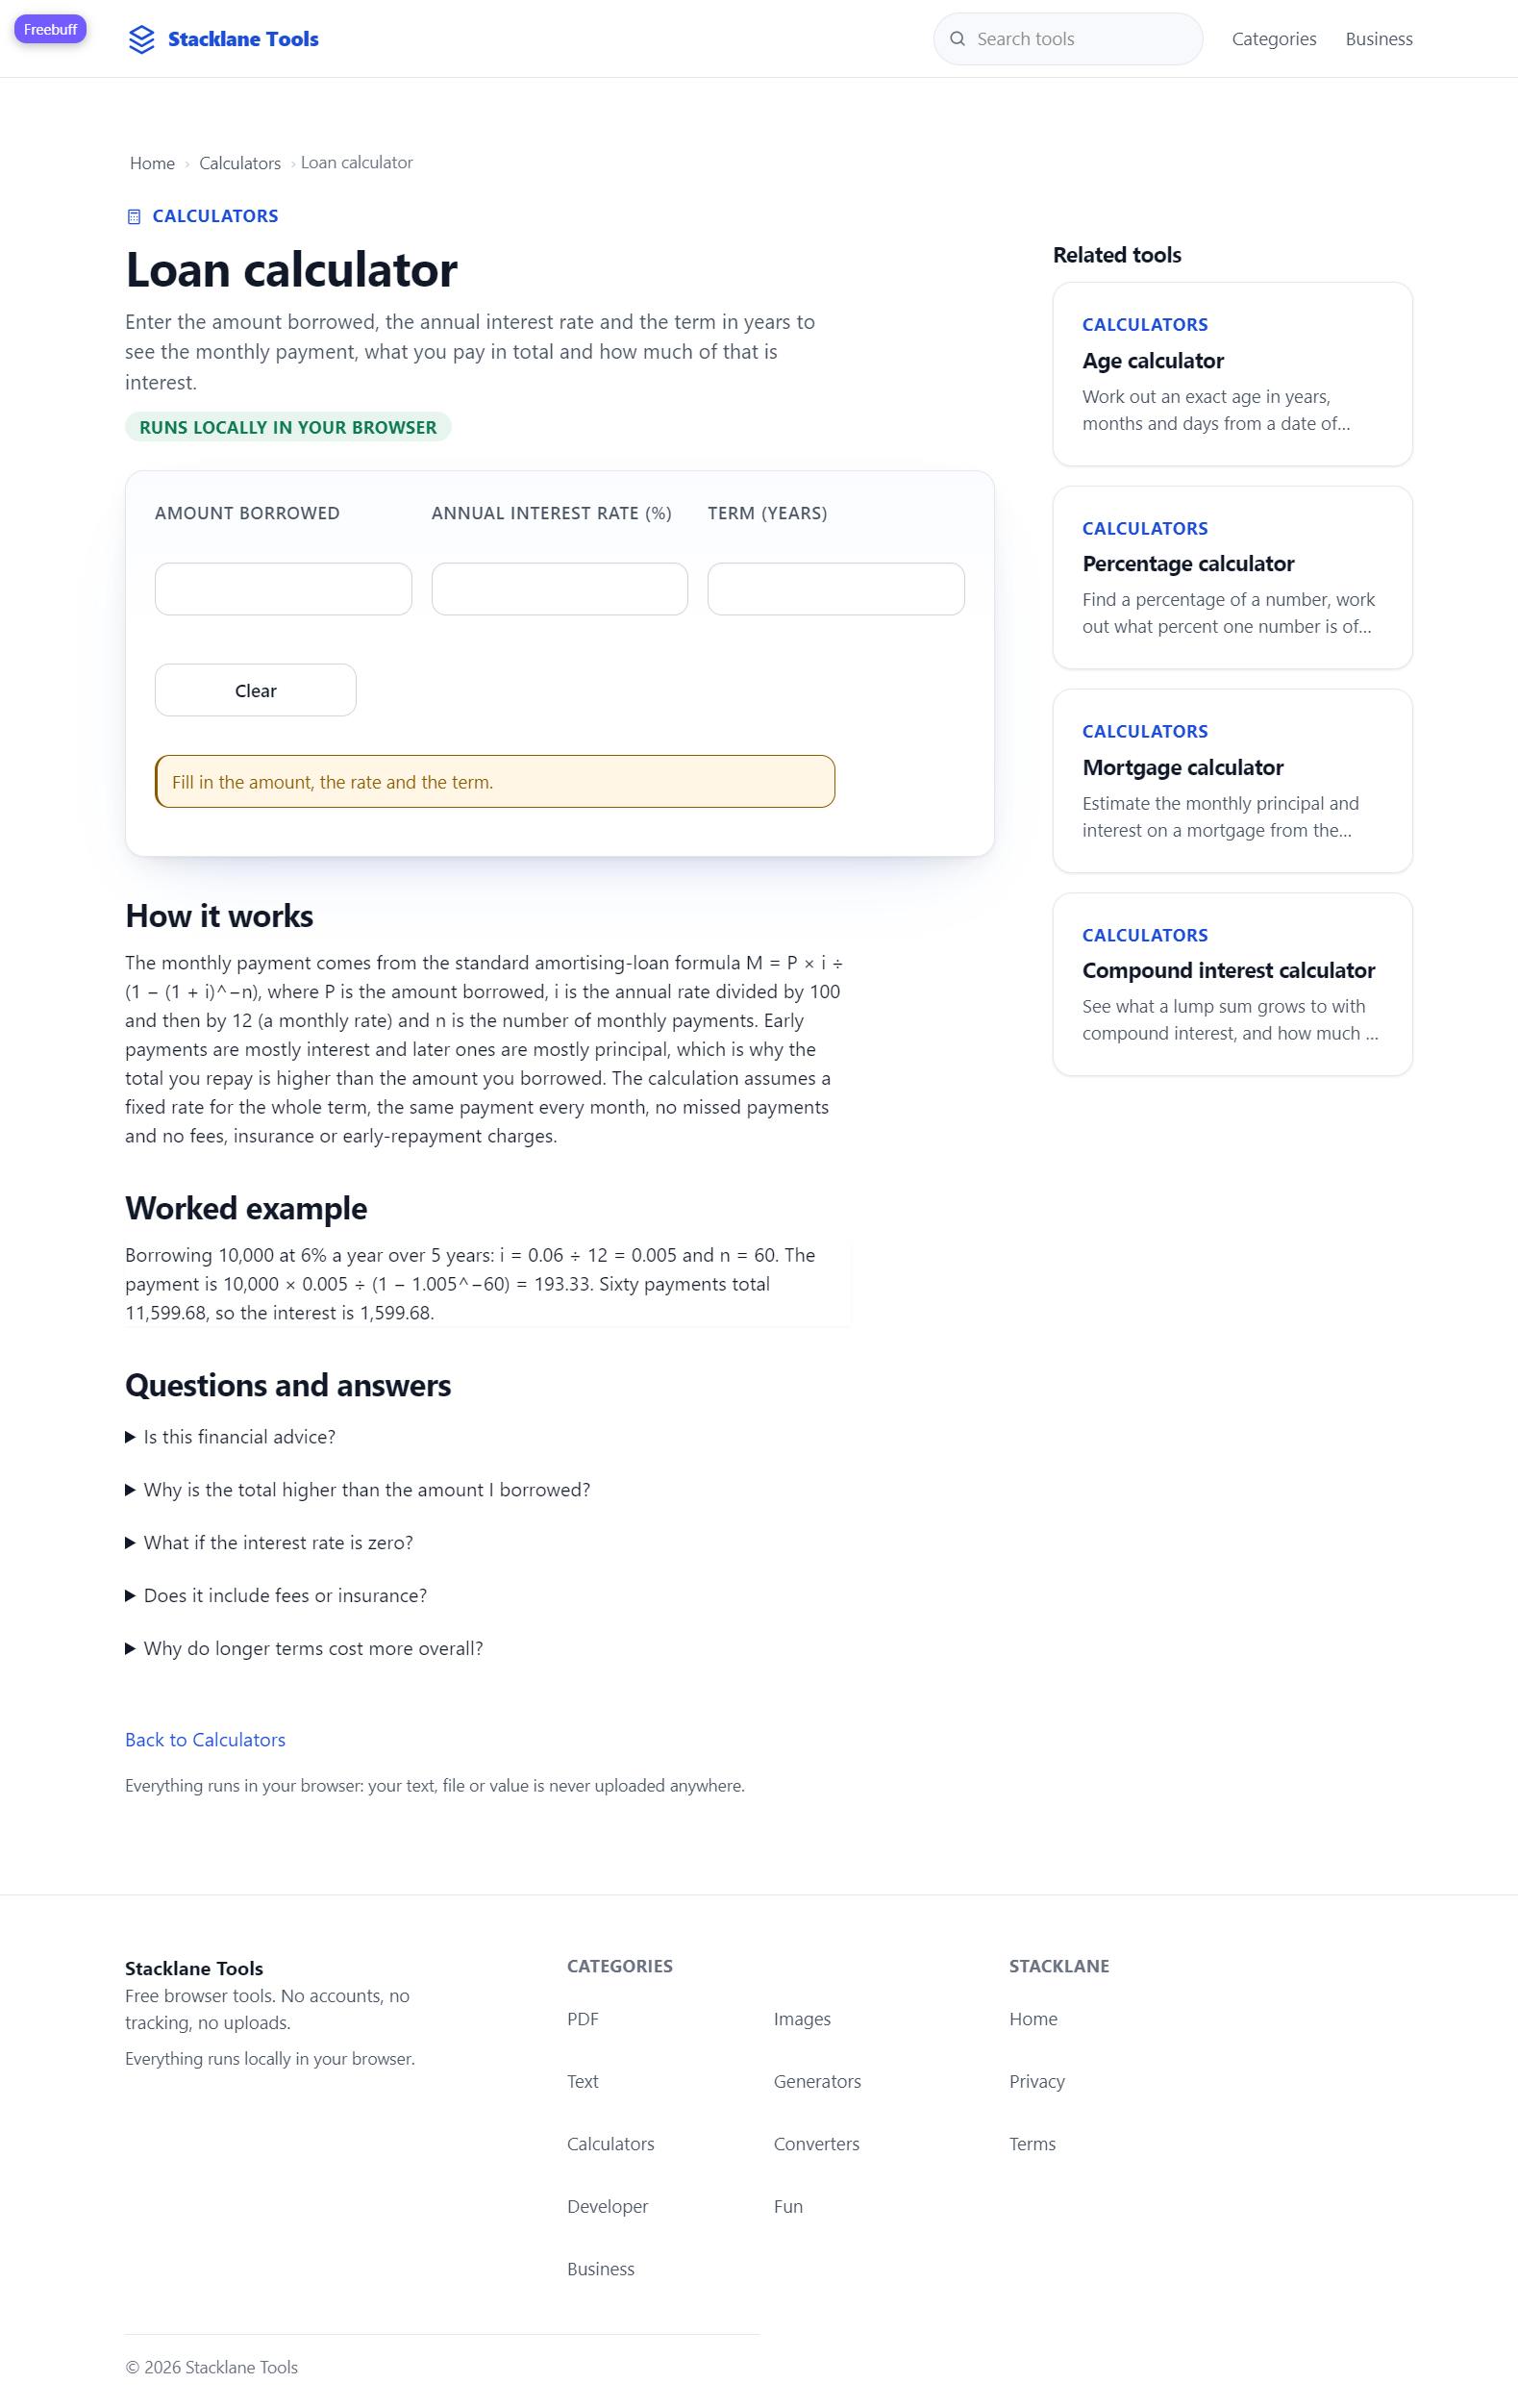 Freebuff
Stacklane Tools
Search tools
Categories
Business
Home › Calculators › Loan calculator
CALCULATORS
Loan calculator
Enter the amount borrowed, the annual interest rate and the term in years to
see the monthly payment, what you pay in total and how much of that is
interest.
RUNS LOCALLY IN YOUR BROWSER
AMOUNT BORROWED
ANNUAL INTEREST RATE (%)
TERM (YEARS)
Clear
Fill in the amount, the rate and the term.
How it works
The monthly payment comes from the standard amortising-loan formula M = P × i ÷
(1 − (1 + i)^−n), where P is the amount borrowed, i is the annual rate divided by 100
and then by 12 (a monthly rate) and n is the number of monthly payments. Early
payments are mostly interest and later ones are mostly principal, which is why the
total you repay is higher than the amount you borrowed. The calculation assumes a
fixed rate for the whole term, the same payment every month, no missed payments
and no fees, insurance or early-repayment charges.
Worked example
Borrowing 10,000 at 6% a year over 5 years: i = 0.06 ÷ 12 = 0.005 and n = 60. The
payment is 10,000 × 0.005 ÷ (1 − 1.005^−60) = 193.33. Sixty payments total
11,599.68, so the interest is 1,599.68.
Questions and answers
Is this financial advice?
Why is the total higher than the amount I borrowed?
What if the interest rate is zero?
Does it include fees or insurance?
Why do longer terms cost more overall?
Back to Calculators
Everything runs in your browser: your text, file or value is never uploaded anywhere.
Related tools
CALCULATORS
Age calculator
Work out an exact age in years,
months and days from a date of...
CALCULATORS
Percentage calculator
Find a percentage of a number, work
out what percent one number is of...
CALCULATORS
Mortgage calculator
Estimate the monthly principal and
interest on a mortgage from the...
CALCULATORS
Compound interest calculator
See what a lump sum grows to with
compound interest, and how much ...
Stacklane Tools
Free browser tools. No accounts, no
tracking, no uploads.
Everything runs locally in your browser.
CATEGORIES
PDF
Images
Text
Generators
Calculators
Converters
Developer
Fun
Business
STACKLANE
Home
Privacy
Terms
© 2026 Stacklane Tools